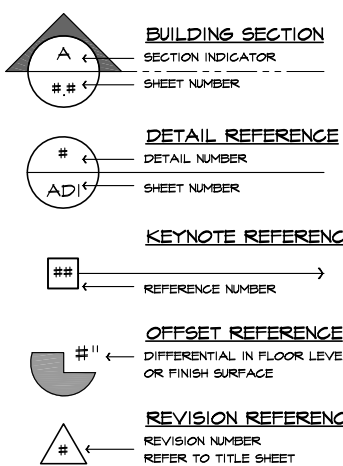 BUILDING SECTION
A
SECTION INDICATOR
#.#
SHEET NUMBER
DETAIL REFERENCE
#
DETAIL NUMBER
AD1
SHEET NUMBER
KEYNOTE REFERENC
##
REFERENCE NUMBER
OFFSET REFERENCE
#"
DIFFERENTIAL IN FLOOR LEVE
OR FINISH SURFACE
REVISION REFERENC
REVISION NUMBER
#
REFER TO TITLE SHEET